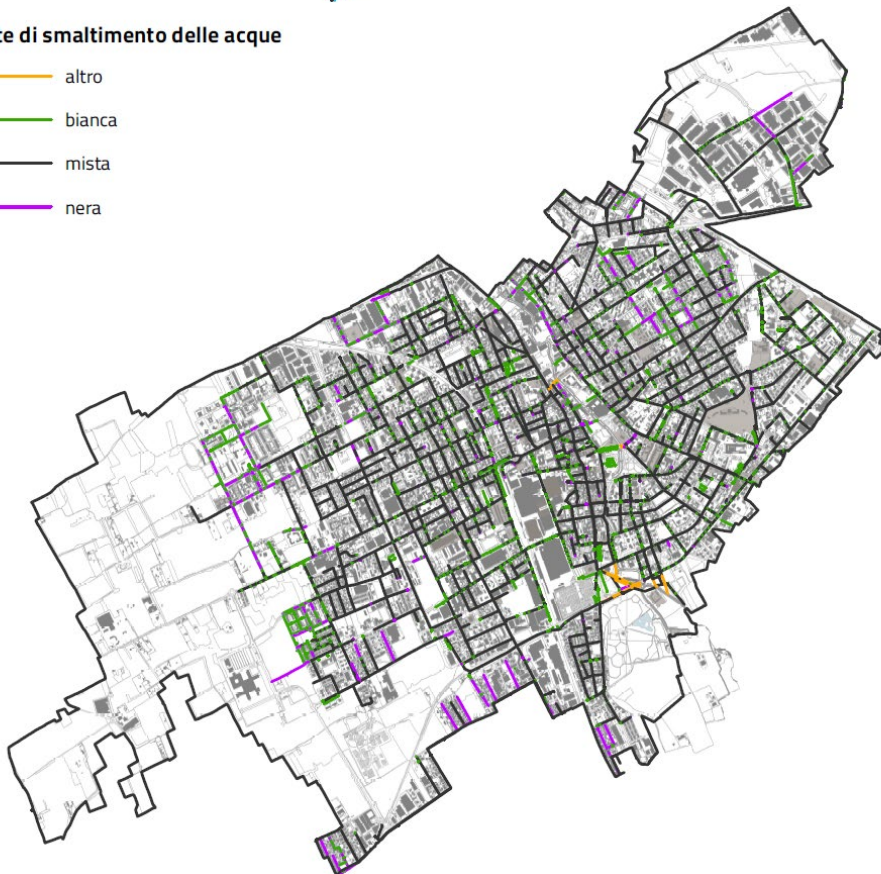 te di smaltimento delle acque
altro
bianca
mista
nera